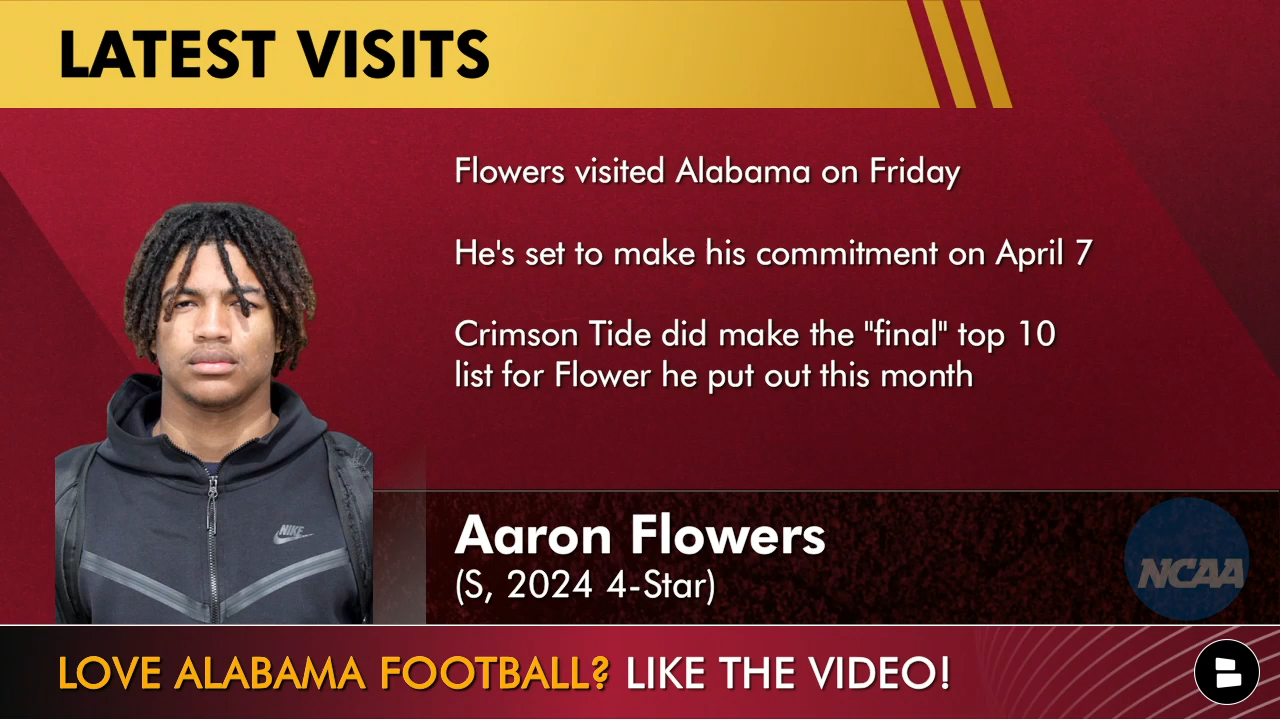 LATEST VISITS
Flowers visited Alabama on Friday
He's set to make his commitment on April 7
Crimson Tide did make the "final" top 10
list for Flower he put out this month
NIKE
Aaron Flowers
(S, 2024 4-Star)
NCAA
LOVE ALABAMA FOOTBALL? LIKE THE VIDEO!